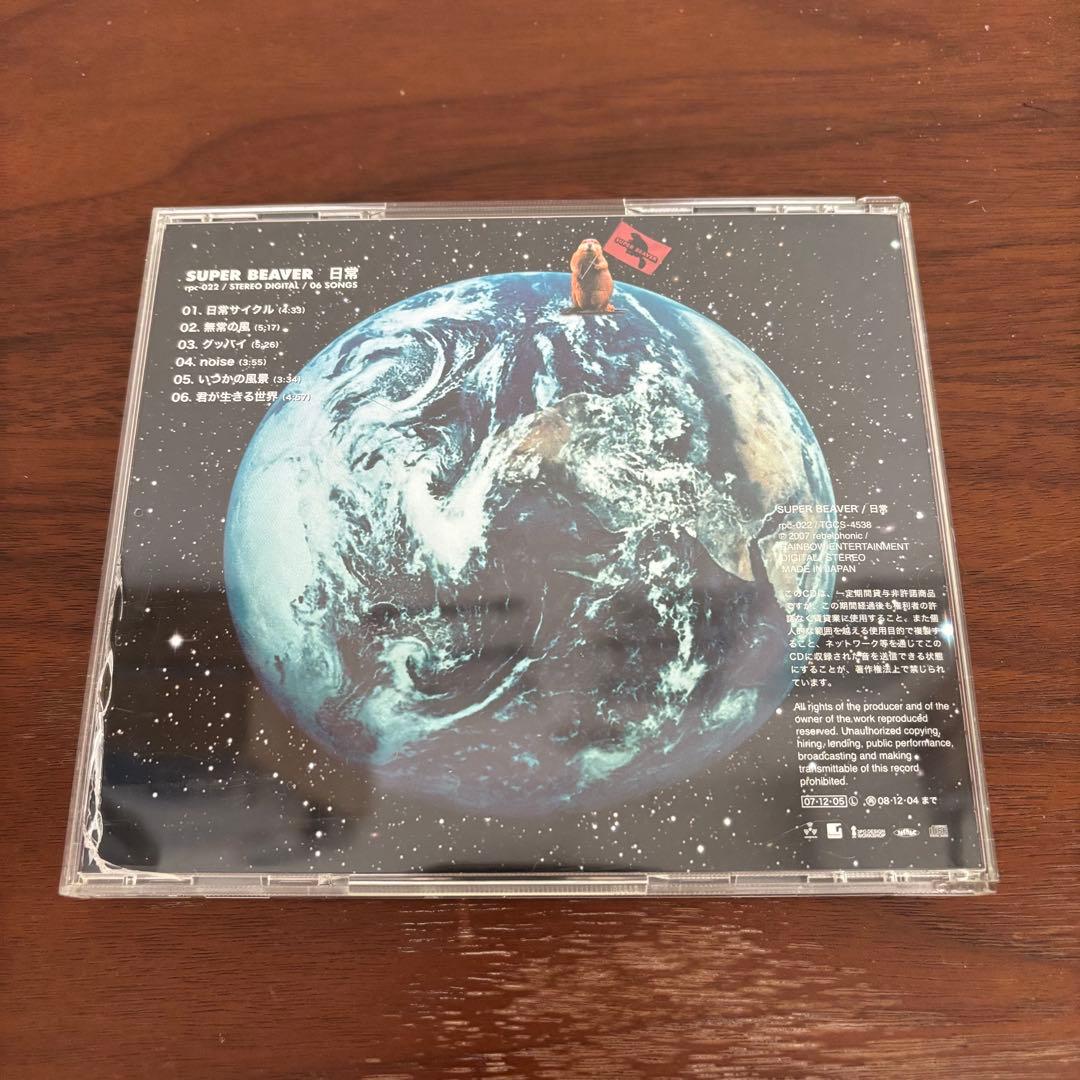 SUPER BEAVER
SUPER BEAVER 日常
rpc-022 / STEREO DIGITAL / 06 SONGS
01. 日常サイクル (4:33)
02. 無常の風 (5:17)
03. グッバイ (5:26)
04. noise (3:55)
05. いつかの風景 (3:34)
06. 君が生きる世界 (4:57)
SUPER BEAVER / 日常
rpc-022 / TGCS-4538
© 2007 rebelphonic /
RAINBOW ENTERTAINMENT
DIGITAL / STEREO
MADE IN JAPAN
このCDは、一定期間貸与非許諾商品
ですが、この期間経過後も権利者の許
諾なく賃貸業に使用すること。また個
人的な範囲を越える使用目的で複製す
ること、ネットワーク等を通じてこの
CDに収録された音を送信できる状態
にすることが、著作権法上で禁じられ
ています。
All rights of the producer and of the
owner of the work reproduced
reserved. Unauthorized copying,
hiring, lending, public performance,
broadcasting and making
transmittable of this record
prohibited.
07·12·05 Ⓛ Ⓧ 08·12·04 まで